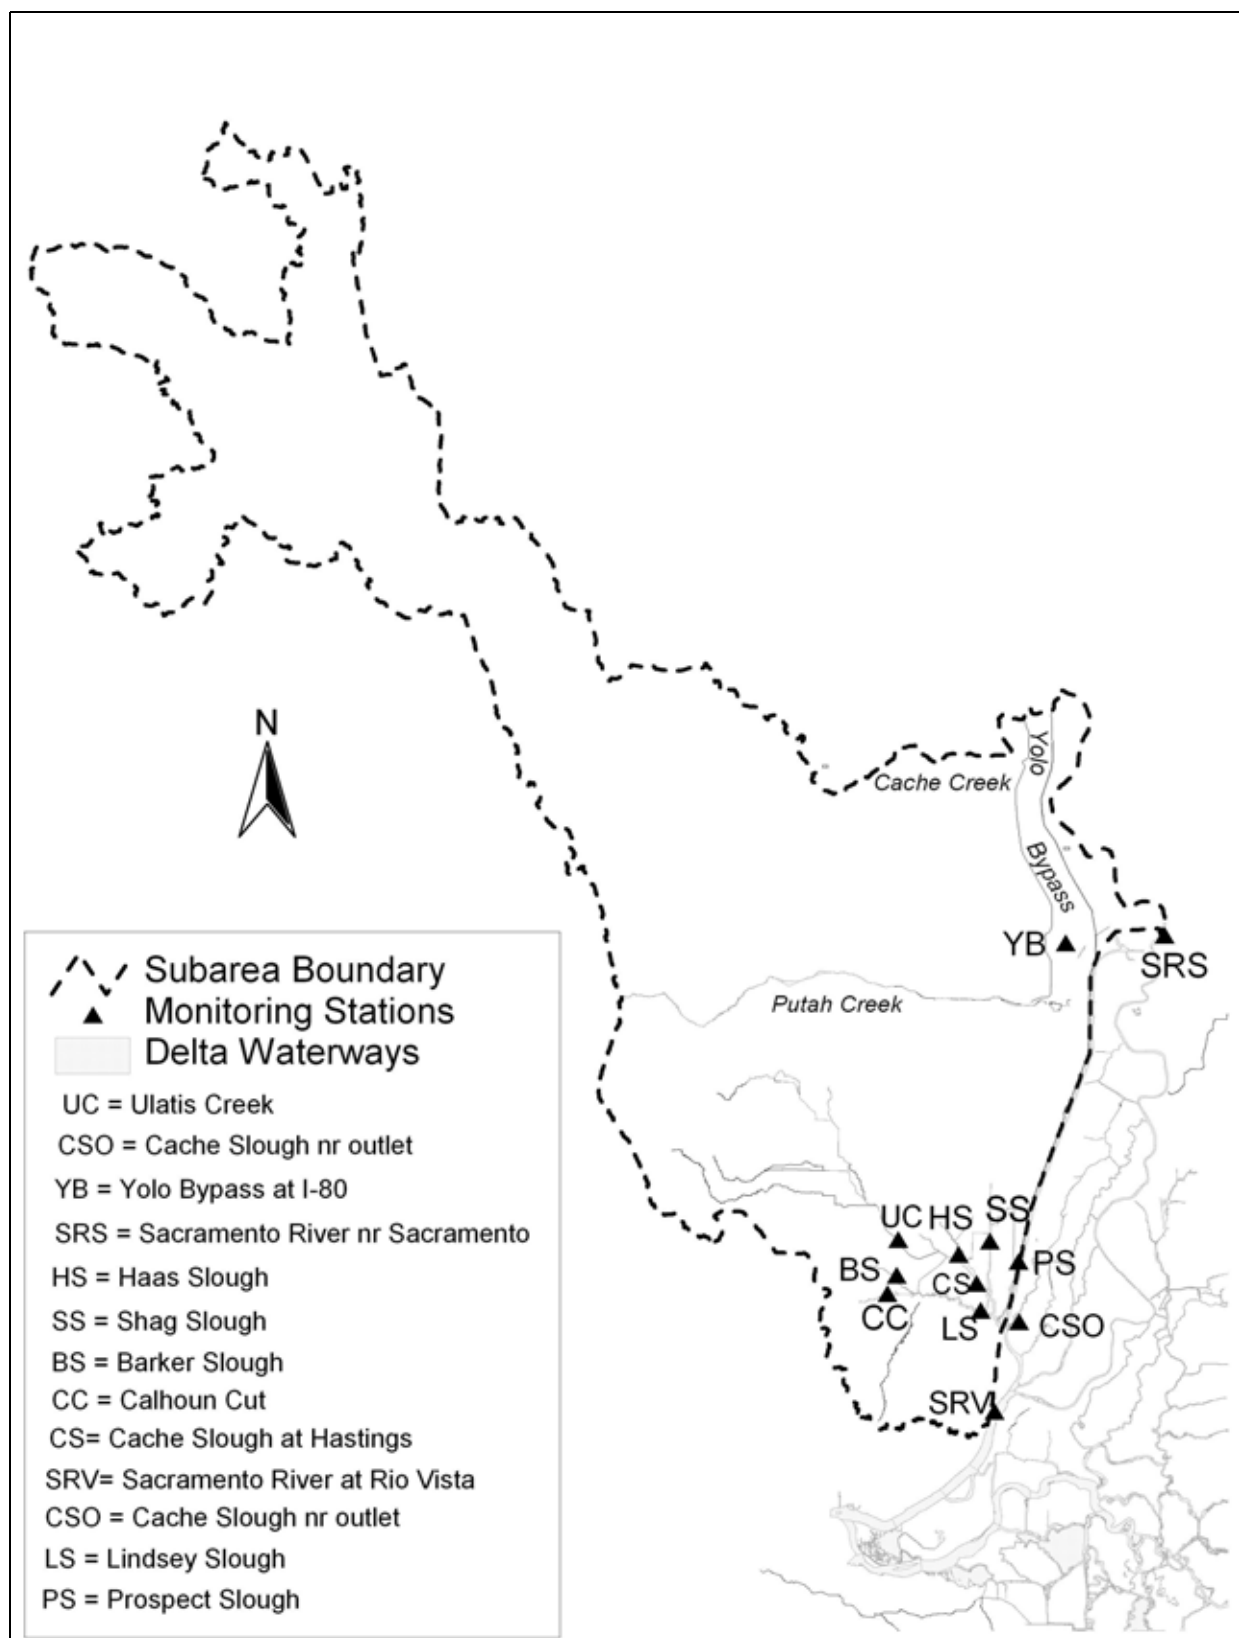 N
Yolo
Cache Creek
Bypass
YB
SRS
Putah Creek
UC
HS
SS
BS
PS
CS
CC
LS
CSO
SRV
Subarea Boundary
Monitoring Stations
Delta Waterways
UC = Ulatis Creek
CSO = Cache Slough nr outlet
YB = Yolo Bypass at I-80
SRS = Sacramento River nr Sacramento
HS = Haas Slough
SS = Shag Slough
BS = Barker Slough
CC = Calhoun Cut
CS= Cache Slough at Hastings
SRV= Sacramento River at Rio Vista
CSO = Cache Slough nr outlet
LS = Lindsey Slough
PS = Prospect Slough